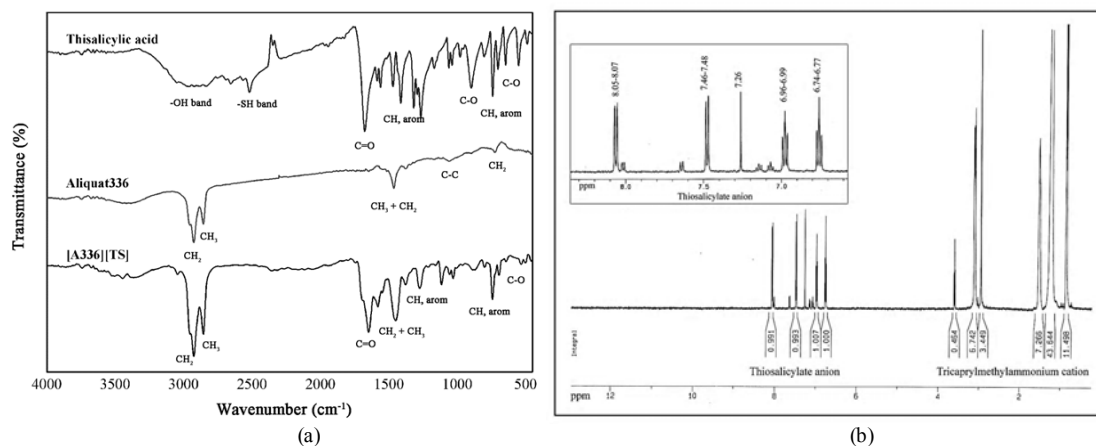 Thisalicylic acid
-OH band
-SH band
C=O
CH, arom
C-O
CH, arom
C-O
Aliquat336
CH2
CH3
CH3 + CH2
C-C
CH2
[A336][TS]
CH2
CH3
C=O
CH2 + CH3
CH, arom
CH, arom
C-O
Transmittance (%)
4000 3500 3000 2500 2000 1500 1000 500
Wavenumber (cm-1)
(a)
8.05-8.07
7.46-7.48
7.26
6.96-6.99
6.74-6.77
ppm 8.0 7.5 7.0
Thiosalicylate anion
Integral
0.991
0.993
1.007
1.000
0.464
6.742
3.449
7.266
43.644
11.498
Thiosalicylate anion
Tricaprylmethylammonium cation
ppm 12 10 8 6 4 2
(b)